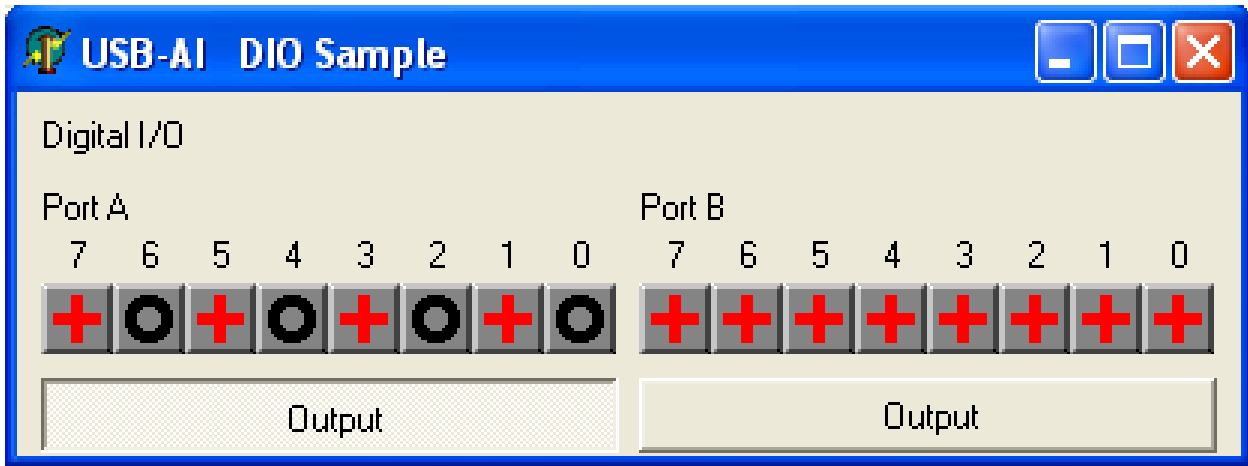 USB-AI DIO Sample
Digital I/O
Port A Port B
7 6 5 4 3 2 1 0 7 6 5 4 3 2 1 0
Output Output